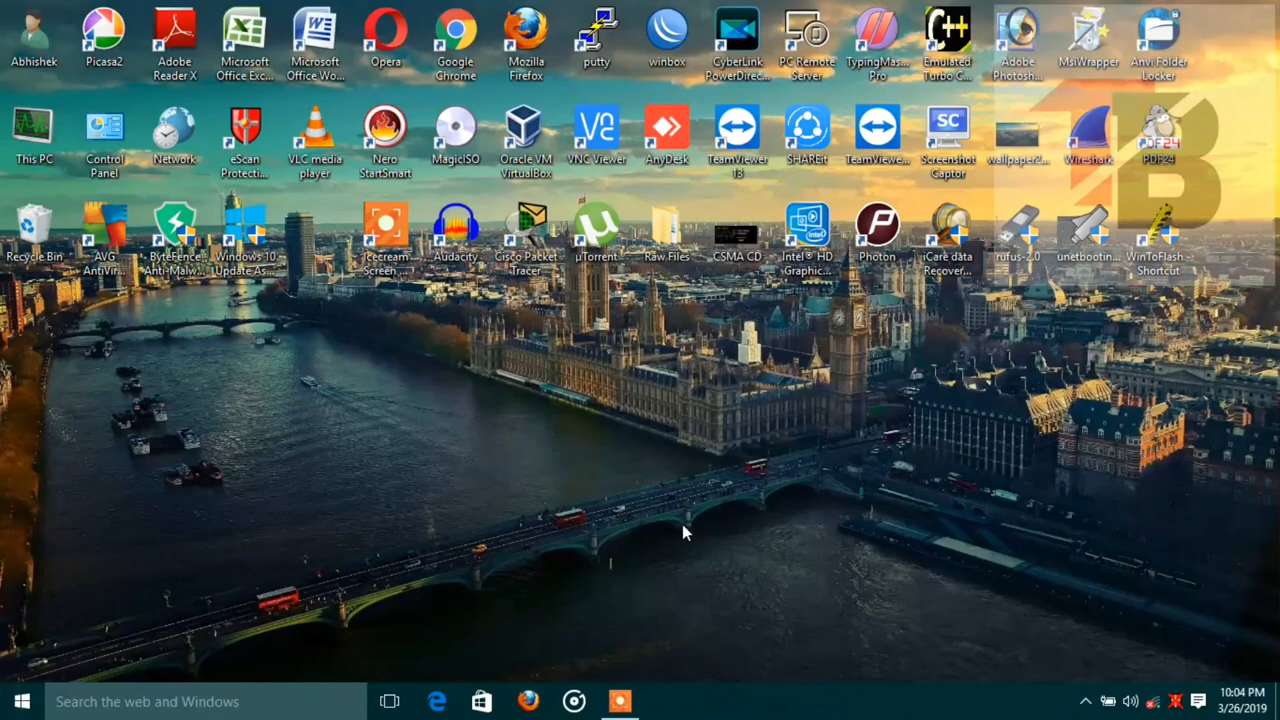 Abhishek
Picasa2
Adobe
Reader X
Microsoft
Office Exc...
Microsoft
Office Wo...
Opera
Google
Chrome
Mozilla
Firefox
putty
winbox
CyberLink
PowerDirec...
PC Remote
Server
TypingMas...
Pro
Emulated
Turbo C...
Adobe
Photosh...
MsiWrapper
Anvi Folder
Locker
This PC
Control
Panel
Network
eScan
Protecti...
VLC media
player
Nero
StartSmart
MagicISO
Oracle VM
VirtualBox
VNC Viewer
AnyDesk
TeamViewer
13
SHAREit
TeamViewe...
Screenshot
Captor
wallpaper2...
Wireshark
PDF24
Recycle Bin
AVG
AntiVir...
ByteFence
Anti-Malw...
Windows 10
Update As...
Icecream
Screen ...
Audacity
Cisco Packet
Tracer
µTorrent
Raw Files
CSMA CD
Intel® HD
Graphic...
Photon
iCare data
Recover...
rufus-2.0
unetbootin...
WinToFlash -
Shortcut
Search the web and Windows
10:04 PM
3/26/2019